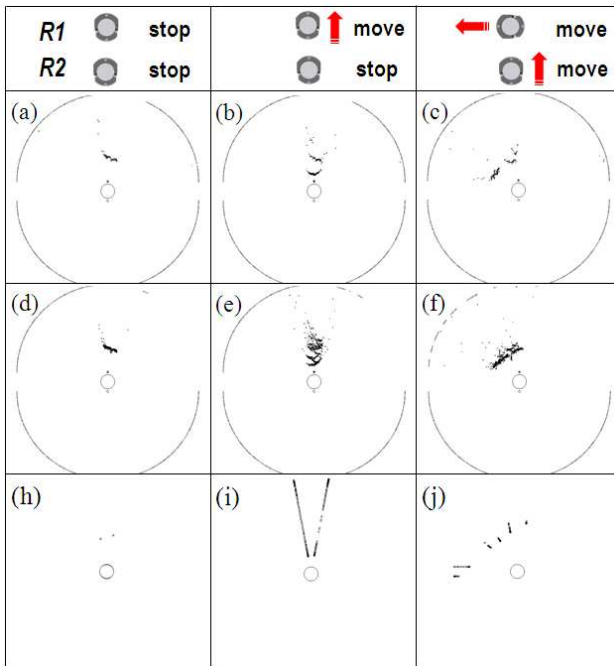 R1 stop move move
R2 stop stop move
(a) (b) (c)
(d) (e) (f)
(h) (i) (j)